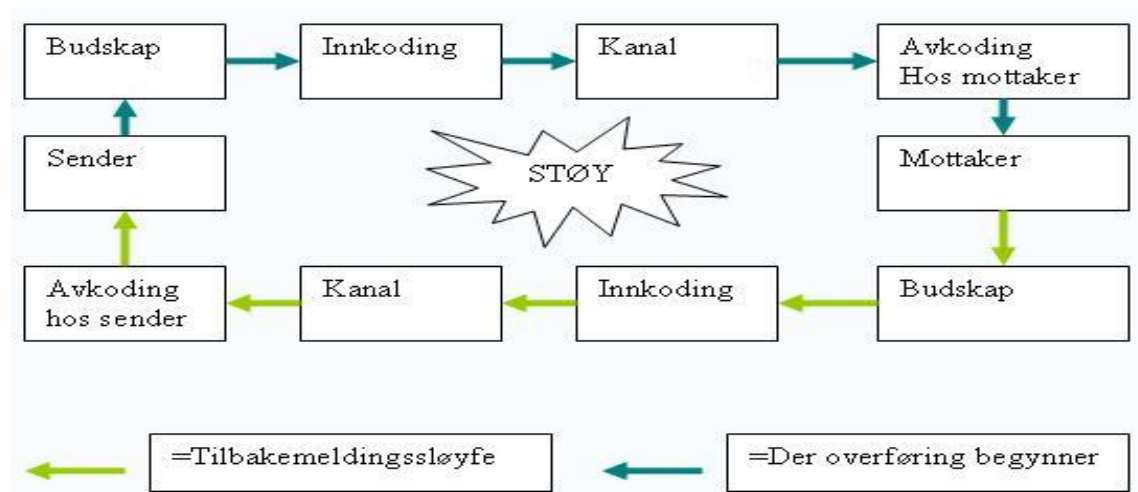 Budskap
Innkoding
Kanal
Avkoding
Hos mottaker
Sender
STØY
Mottaker
Avkoding
hos sender
Kanal
Innkoding
Budskap
=Tilbakemeldingssløyfe
=Der overføring begynner